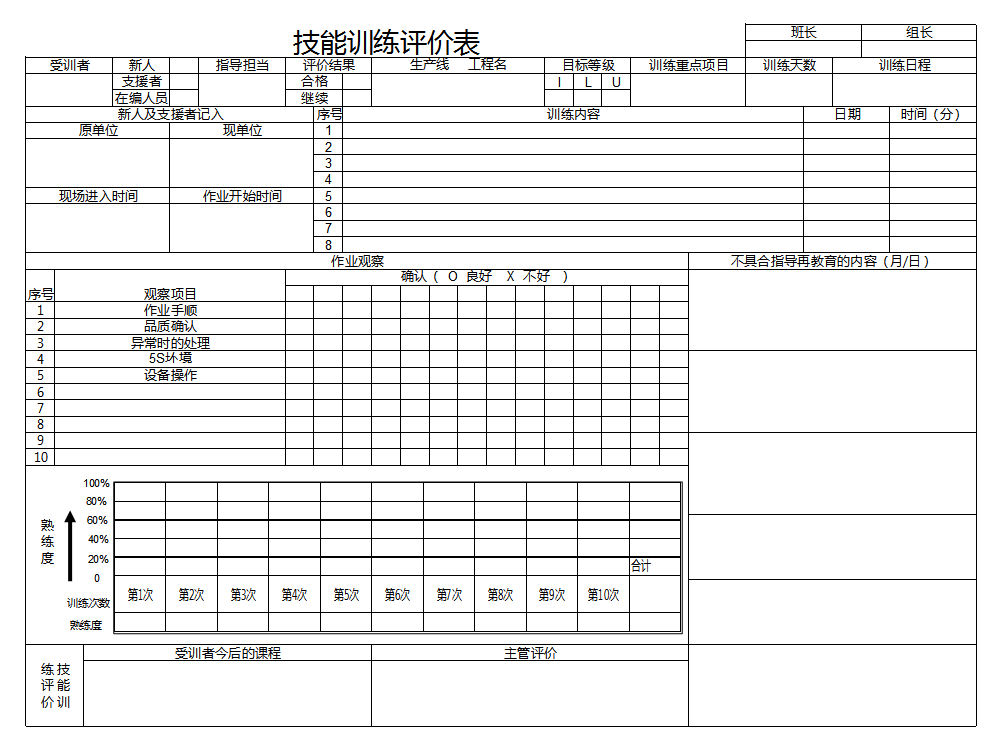 技能训练评价表
班长 组长
受训者 新人 指导担当 评价结果 生产线 工程名 目标等级 训练重点项目 训练天数 训练日程
支援者 合格 I L U
在编人员 继续
新人及支援者记入 序号 训练内容 日期 时间（分）
原单位 现单位 1
2
3
4
现场进入时间 作业开始时间 5
6
7
8
作业观察 不具合指导再教育的内容（月/日）
确认（ O 良好 X 不好 ）
序号 观察项目
1 作业手顺
2 品质确认
3 异常时的处理
4 5S环境
5 设备操作
6
7
8
9
10
100%
80%
60%
40%
20%
0
熟练度
合计
训练次数 第1次 第2次 第3次 第4次 第5次 第6次 第7次 第8次 第9次 第10次
熟练度
技能训练评价
受训者今后的课程 主管评价